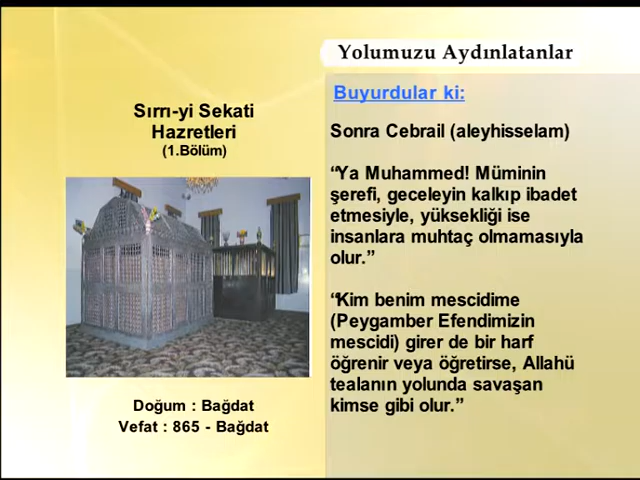 Yolumuzu Aydınlatanlar
Sırrı-yi Sekati
Hazretleri
(1.Bölüm)
Doğum : Bağdat
Vefat : 865 - Bağdat
Buyurdular ki:
Sonra Cebrail (aleyhisselam)
“Ya Muhammed! Müminin
şerefi, geceleyin kalkıp ibadet
etmesiyle, yüksekliği ise
insanlara muhtaç olmamasıyla
olur.”
“Kim benim mescidime
(Peygamber Efendimizin
mescidi) girer de bir harf
öğrenir veya öğretirse, Allahü
tealanın yolunda savaşan
kimse gibi olur.”